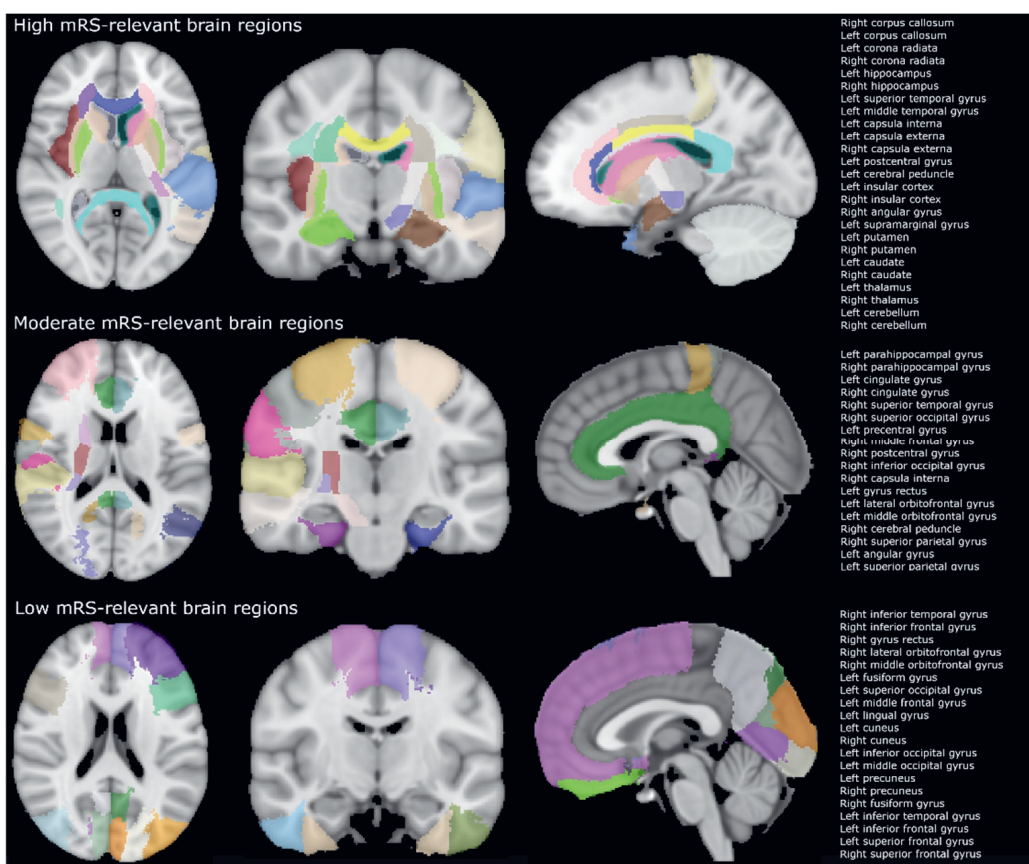 High mRS-relevant brain regions
Right corpus callosum
Left corpus callosum
Left corona radiata
Right corona radiata
Left hippocampus
Right hippocampus
Left superior temporal gyrus
Left middle temporal gyrus
Left capsula interna
Left capsula externa
Right capsula externa
Left postcentral gyrus
Left cerebral peduncle
Left insular cortex
Right insular cortex
Right angular gyrus
Left supramarginal gyrus
Left putamen
Right putamen
Left caudate
Right caudate
Left thalamus
Right thalamus
Left cerebellum
Right cerebellum
Moderate mRS-relevant brain regions
Left parahippocampal gyrus
Right parahippocampal gyrus
Left cingulate gyrus
Right cingulate gyrus
Right superior temporal gyrus
Right superior occipital gyrus
Left precentral gyrus
Right middle frontal gyrus
Right postcentral gyrus
Right inferior occipital gyrus
Right capsula interna
Left gyrus rectus
Left lateral orbitofrontal gyrus
Left middle orbitofrontal gyrus
Right cerebral peduncle
Right superior parietal gyrus
Left angular gyrus
Left superior parietal gyrus
Low mRS-relevant brain regions
Right inferior temporal gyrus
Right inferior frontal gyrus
Right gyrus rectus
Right lateral orbitofrontal gyrus
Right middle orbitofrontal gyrus
Left fusiform gyrus
Left superior occipital gyrus
Left middle frontal gyrus
Left lingual gyrus
Left cuneus
Right cuneus
Left inferior occipital gyrus
Left middle occipital gyrus
Left precuneus
Right precuneus
Right fusiform gyrus
Left inferior temporal gyrus
Left inferior frontal gyrus
Left superior frontal gyrus
Right superior frontal gyrus